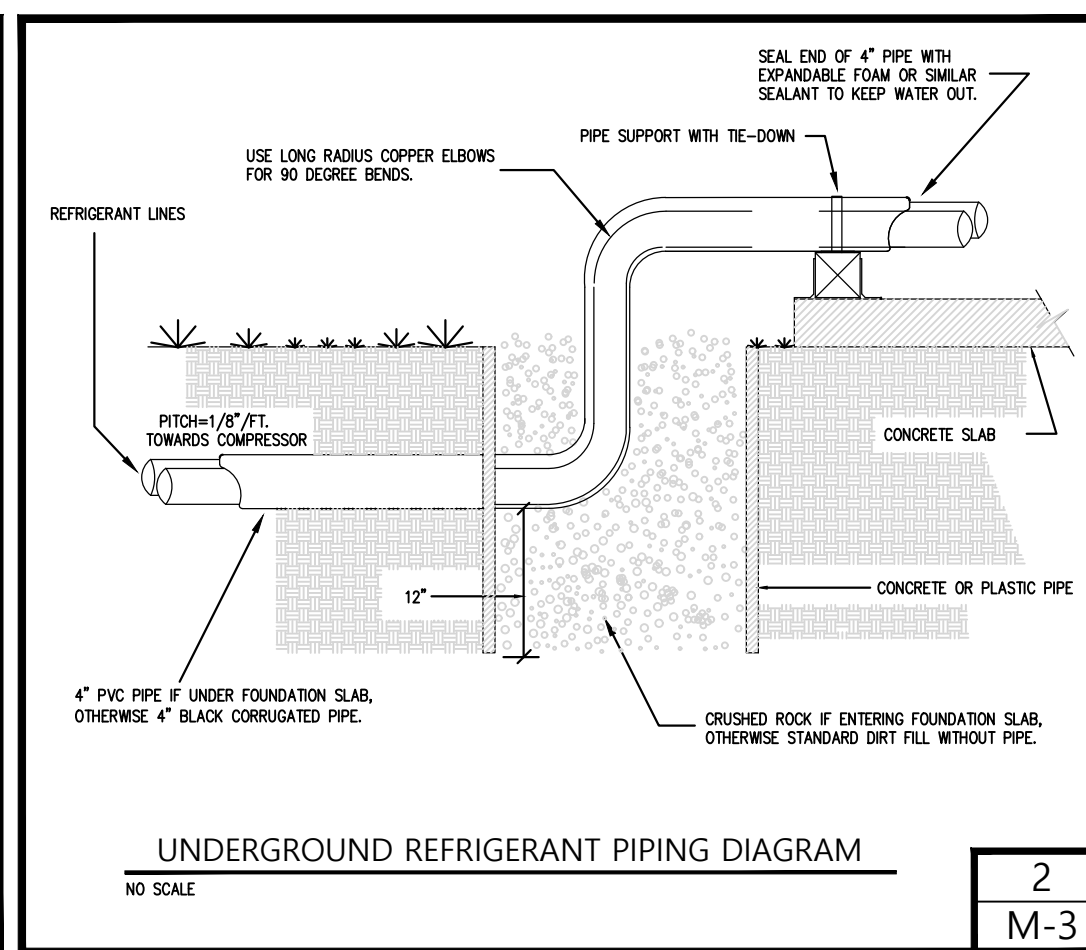 SEAL END OF 4" PIPE WITH
EXPANDABLE FOAM OR SIMILAR
SEALANT TO KEEP WATER OUT.
PIPE SUPPORT WITH TIE-DOWN
USE LONG RADIUS COPPER ELBOWS
FOR 90 DEGREE BENDS.
REFRIGERANT LINES
PITCH=1/8"/FT.
TOWARDS COMPRESSOR
CONCRETE SLAB
12"
CONCRETE OR PLASTIC PIPE
4" PVC PIPE IF UNDER FOUNDATION SLAB,
OTHERWISE 4" BLACK CORRUGATED PIPE.
CRUSHED ROCK IF ENTERING FOUNDATION SLAB,
OTHERWISE STANDARD DIRT FILL WITHOUT PIPE.
UNDERGROUND REFRIGERANT PIPING DIAGRAM
NO SCALE
2
M-3